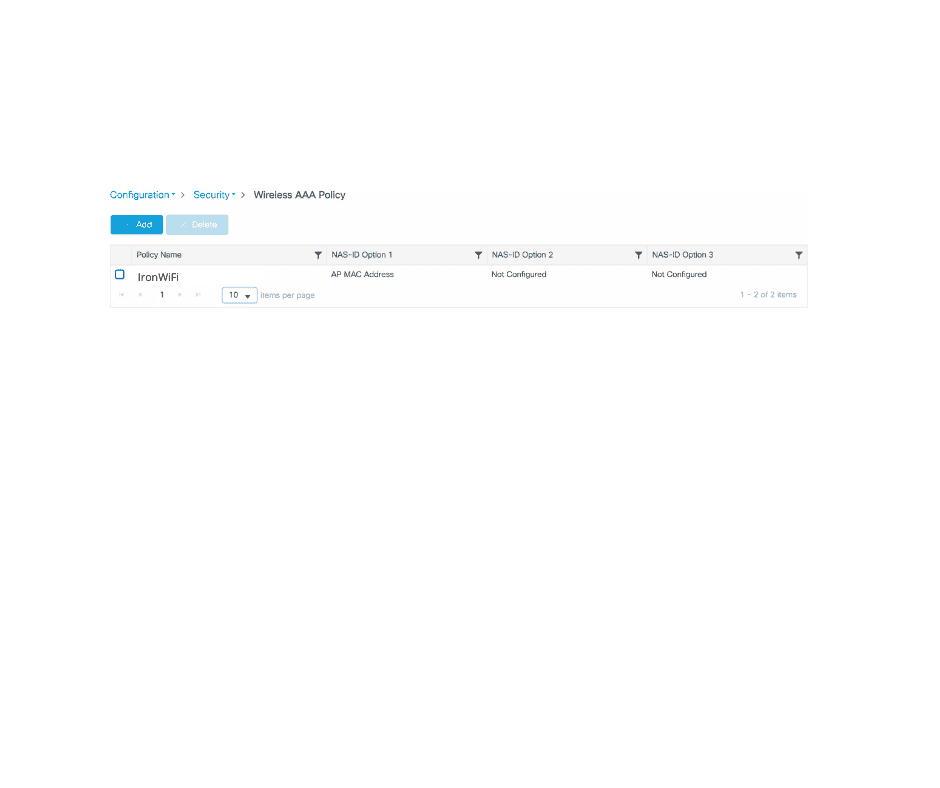 Configuration > Security > Wireless AAA Policy
Add Delete
Policy Name NAS-ID Option 1 NAS-ID Option 2 NAS-ID Option 3
IronWiFi AP MAC Address Not Configured Not Configured
1 10 items per page 1 - 2 of 2 items